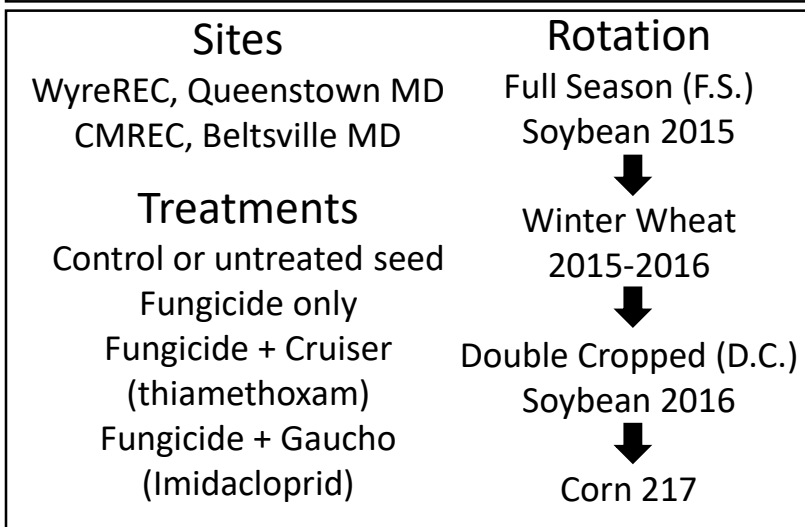 Sites
WyreREC, Queenstown MD
CMREC, Beltsville MD
Treatments
Control or untreated seed
Fungicide only
Fungicide + Cruiser
(thiamethoxam)
Fungicide + Gaucho
(Imidacloprid)
Rotation
Full Season (F.S.)
Soybean 2015
Winter Wheat
2015-2016
Double Cropped (D.C.)
Soybean 2016
Corn 217